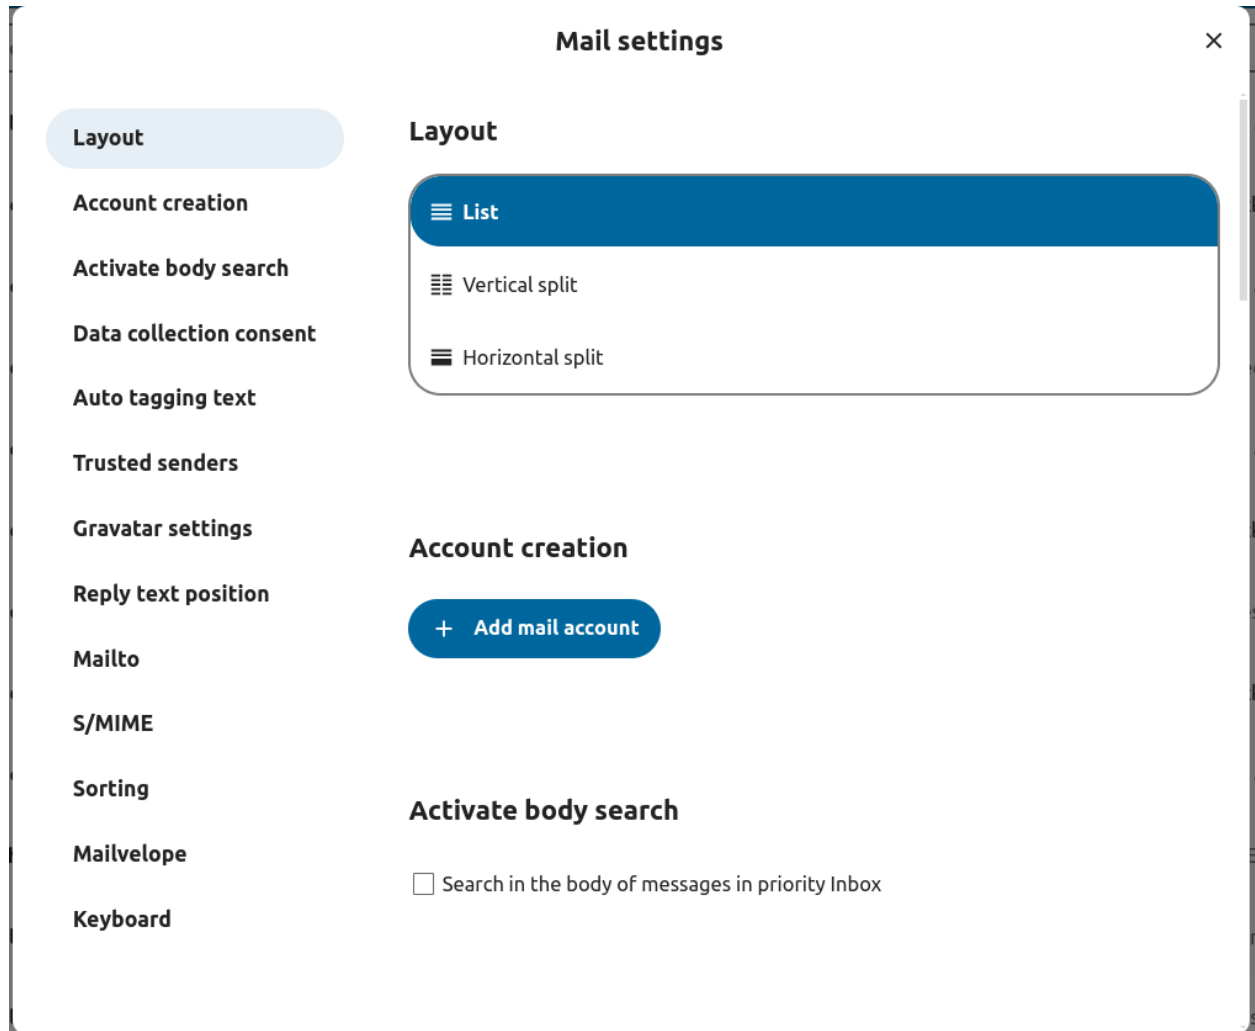 Mail settings
Layout
Account creation
Activate body search
Data collection consent
Auto tagging text
Trusted senders
Gravatar settings
Reply text position
Mailto
S/MIME
Sorting
Mailvelope
Keyboard
Layout
List
Vertical split
Horizontal split
Account creation
+ Add mail account
Activate body search
Search in the body of messages in priority Inbox